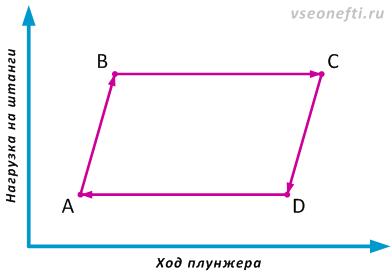 vseonefti.ru
Нагрузка на штанги
B
C
A
D
Ход плунжера